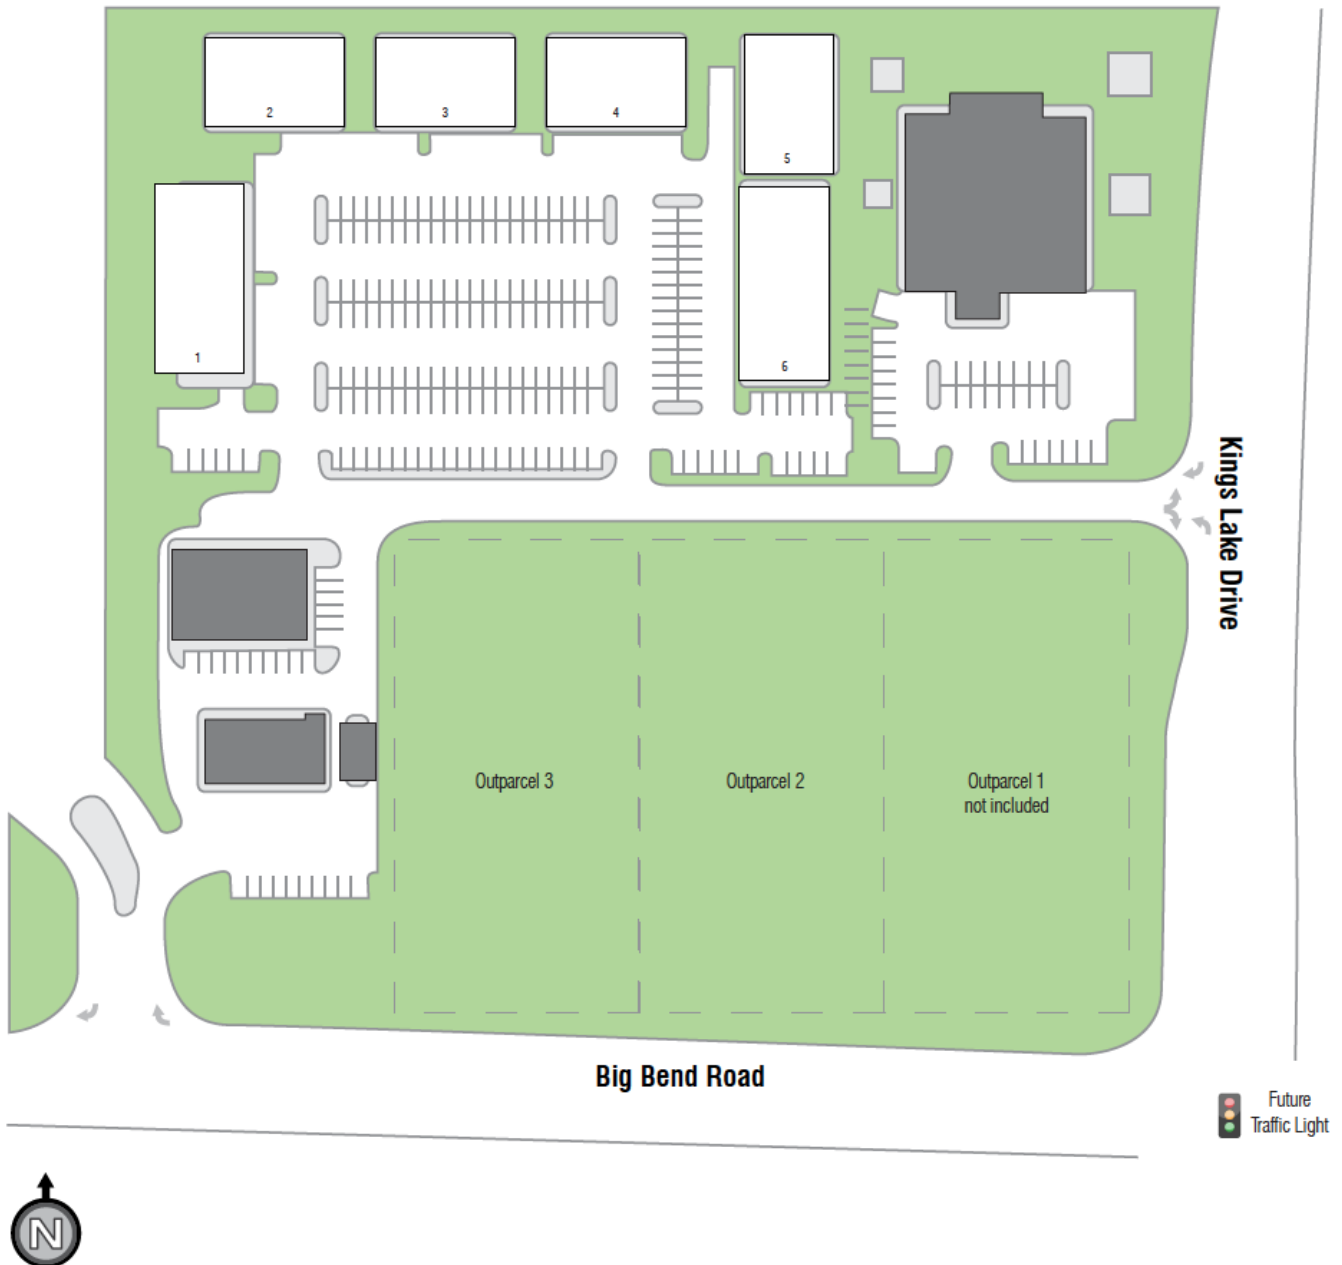 2
3
4
5
1
6
Kings Lake Drive
Outparcel 3
Outparcel 2
Outparcel 1
not included
Big Bend Road
Future
Traffic Light
N